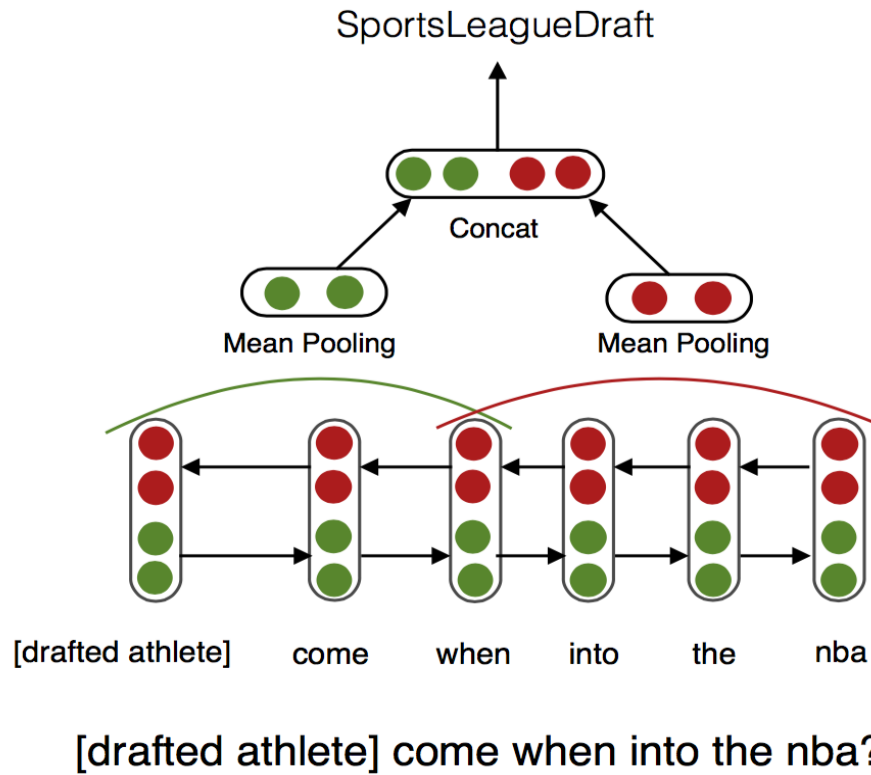 SportsLeagueDraft
Concat
Mean Pooling Mean Pooling
[drafted athlete] come when into the nba
[drafted athlete] come when into the nba?